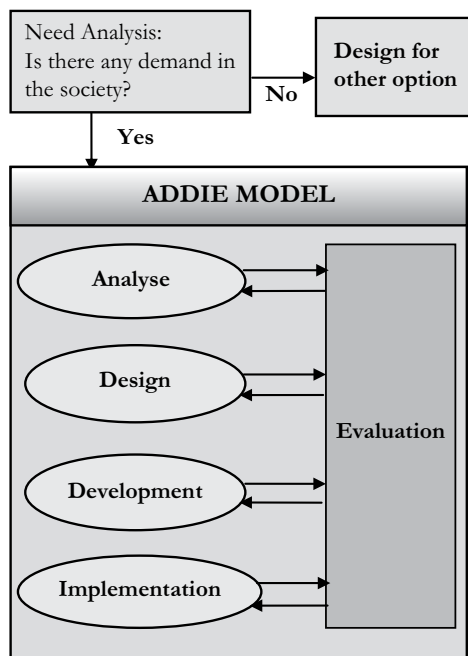 Need Analysis:
Is there any demand in
the society?
Design for
other option
No
Yes
ADDIE MODEL
Analyse
Design
Evaluation
Development
Implementation